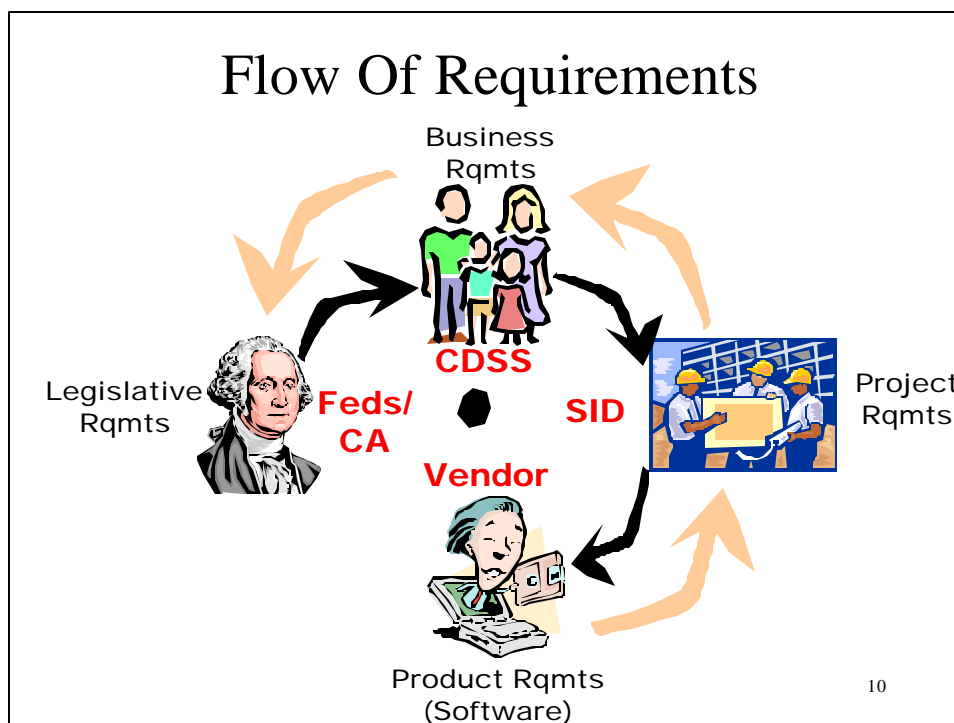 Flow Of Requirements
Business
Rqmts
CDSS
Legislative
Rqmts
Feds/
CA
SID
Project
Rqmts
Vendor
Product Rqmts
(Software)
10